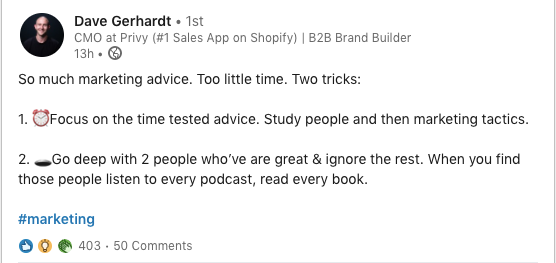 Dave Gerhardt • 1st
CMO at Privy (#1 Sales App on Shopify) | B2B Brand Builder
13h •
So much marketing advice. Too little time. Two tricks:
1. ⏰Focus on the time tested advice. Study people and then marketing tactics.
2. 🕳️Go deep with 2 people who’ve are great & ignore the rest. When you find
those people listen to every podcast, read every book.
#marketing
403 · 50 Comments